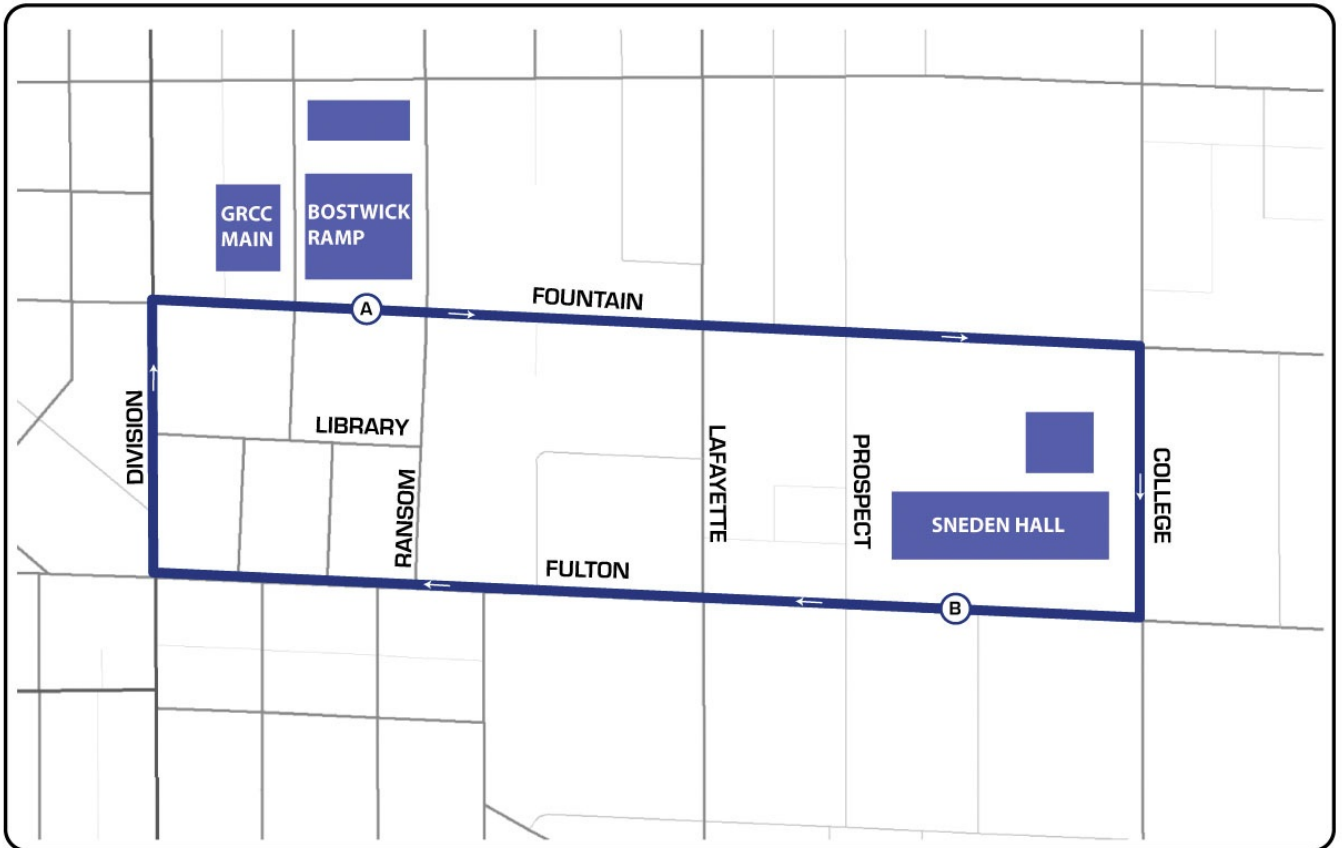 GRCC
MAIN
BOSTWICK
RAMP
A
FOUNTAIN
DIVISION
LIBRARY
RANSOM
LAFAYETTE
PROSPECT
COLLEGE
SNEDEN HALL
FULTON
B